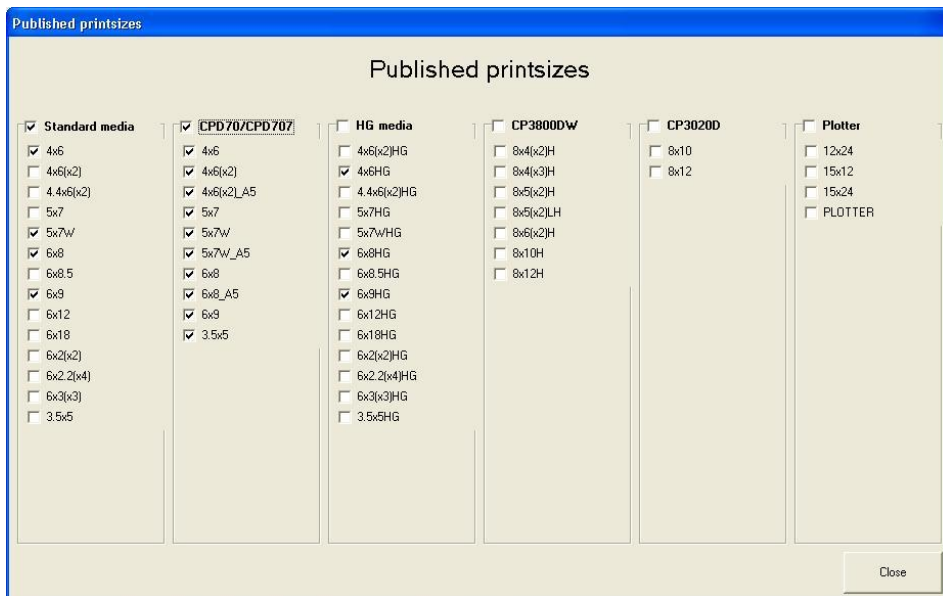 Published printsizes
Published printsizes
Standard media
4x6
4x6(x2)
4.4x6(x2)
5x7
5x7W
6x8
6x8.5
6x9
6x12
6x18
6x2(x2)
6x2.2(x4)
6x3(x3)
3.5x5
CPD70/CPD707
4x6
4x6(x2)
4x6(x2)_A5
5x7
5x7W
5x7W_A5
6x8
6x8_A5
6x9
3.5x5
HG media
4x6(x2)HG
4x6HG
4.4x6(x2)HG
5x7HG
5x7WHG
6x8HG
6x8.5HG
6x9HG
6x12HG
6x18HG
6x2(x2)HG
6x2.2(x4)HG
6x3(x3)HG
3.5x5HG
CP3800DW
8x4(x2)H
8x4(x3)H
8x5(x2)H
8x5(x2)LH
8x6(x2)H
8x10H
8x12H
CP3020D
8x10
8x12
Plotter
12x24
15x12
15x24
PLOTTER
Close